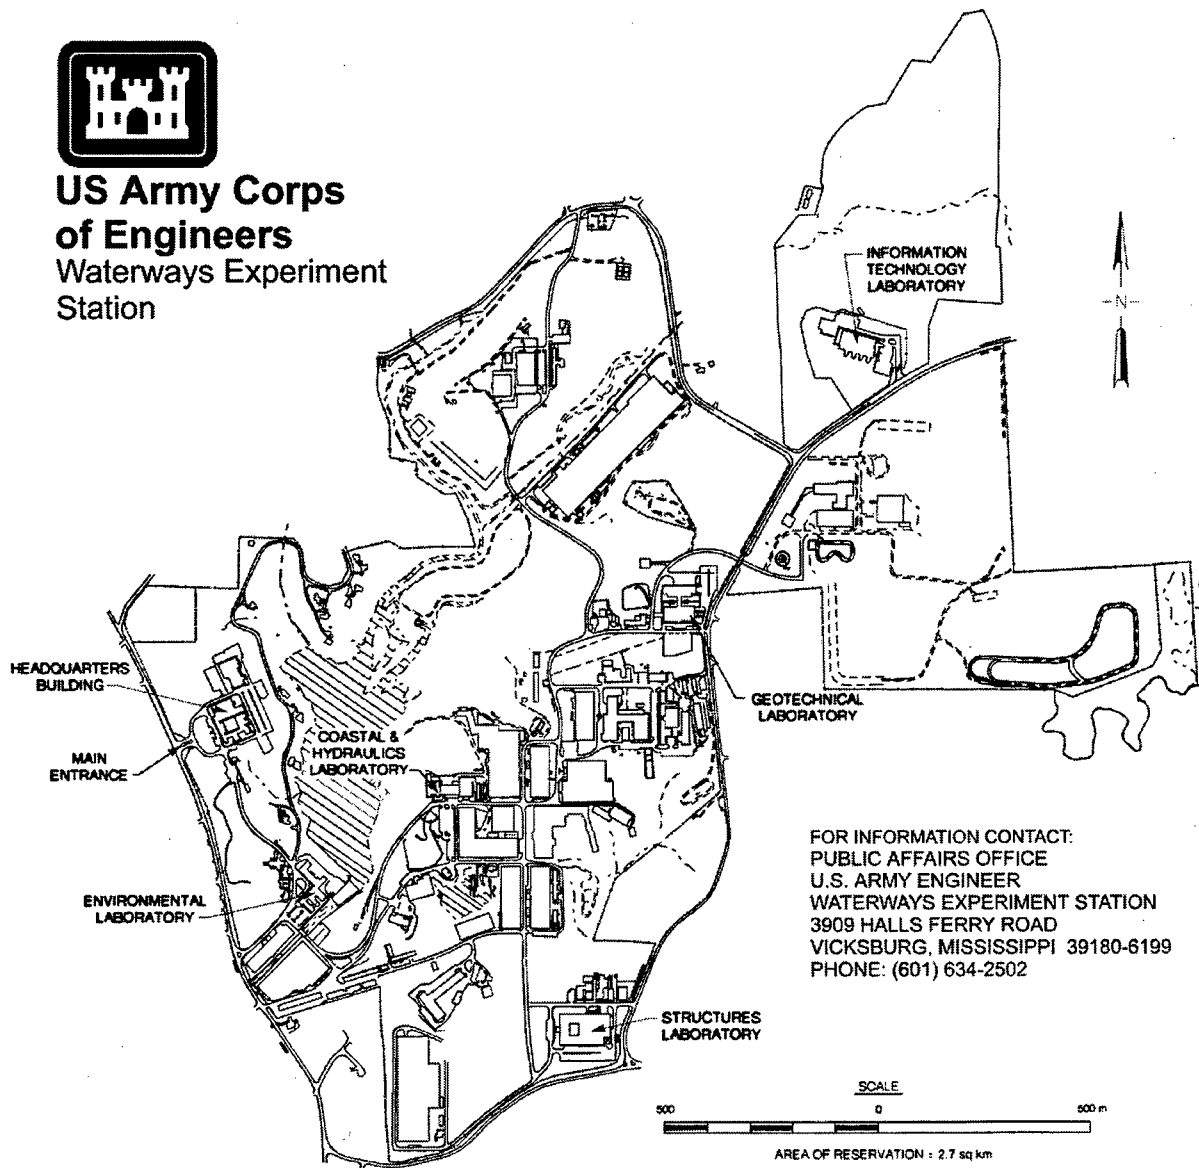 US Army Corps
of Engineers
Waterways Experiment
Station
INFORMATION
TECHNOLOGY
LABORATORY
N
HEADQUARTERS
BUILDING
MAIN
ENTRANCE
COASTAL &
HYDRAULICS
LABORATORY
GEOTECHNICAL
LABORATORY
ENVIRONMENTAL
LABORATORY
STRUCTURES
LABORATORY
FOR INFORMATION CONTACT:
PUBLIC AFFAIRS OFFICE
U.S. ARMY ENGINEER
WATERWAYS EXPERIMENT STATION
3909 HALLS FERRY ROAD
VICKSBURG, MISSISSIPPI 39180-6199
PHONE: (601) 634-2502
SCALE
500 0 500 m
AREA OF RESERVATION : 2.7 sq km